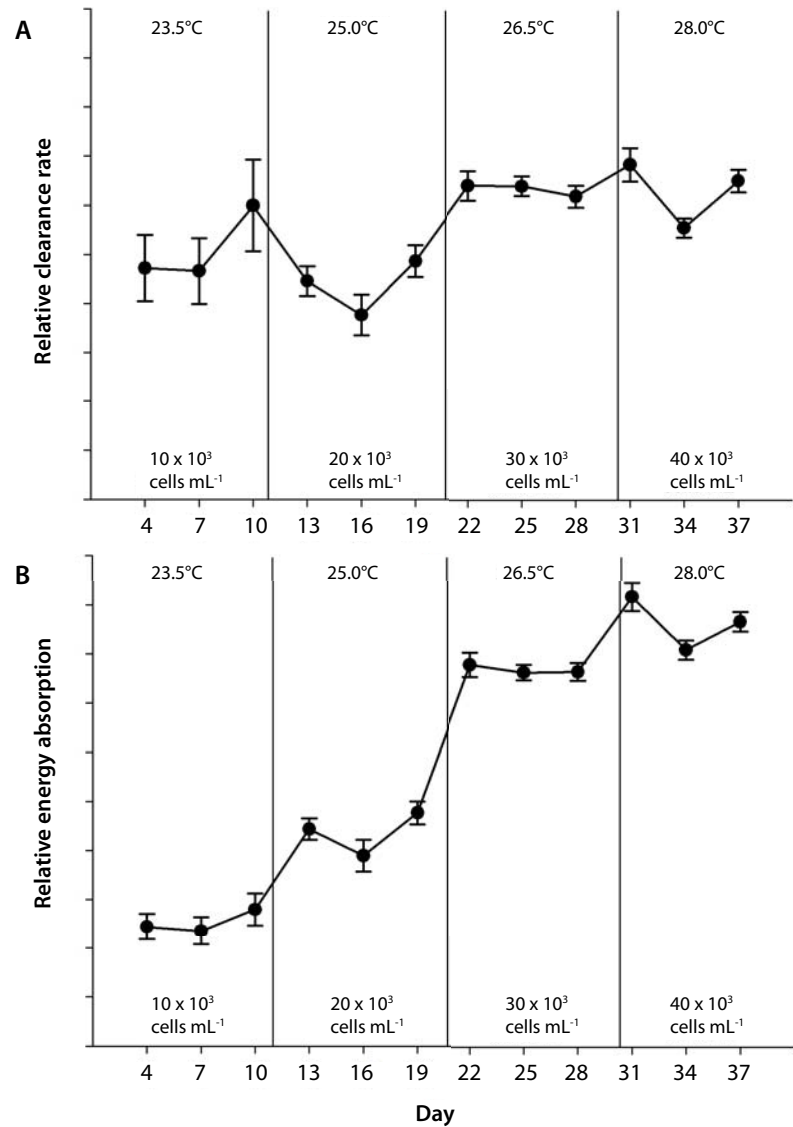 A
23.5°C 25.0°C 26.5°C 28.0°C
Relative clearance rate
10 x 10³ 20 x 10³ 30 x 10³ 40 x 10³
cells mL⁻¹ cells mL⁻¹ cells mL⁻¹ cells mL⁻¹
4 7 10 13 16 19 22 25 28 31 34 37
B
23.5°C 25.0°C 26.5°C 28.0°C
Relative energy absorption
10 x 10³ 20 x 10³ 30 x 10³ 40 x 10³
cells mL⁻¹ cells mL⁻¹ cells mL⁻¹ cells mL⁻¹
4 7 10 13 16 19 22 25 28 31 34 37
Day